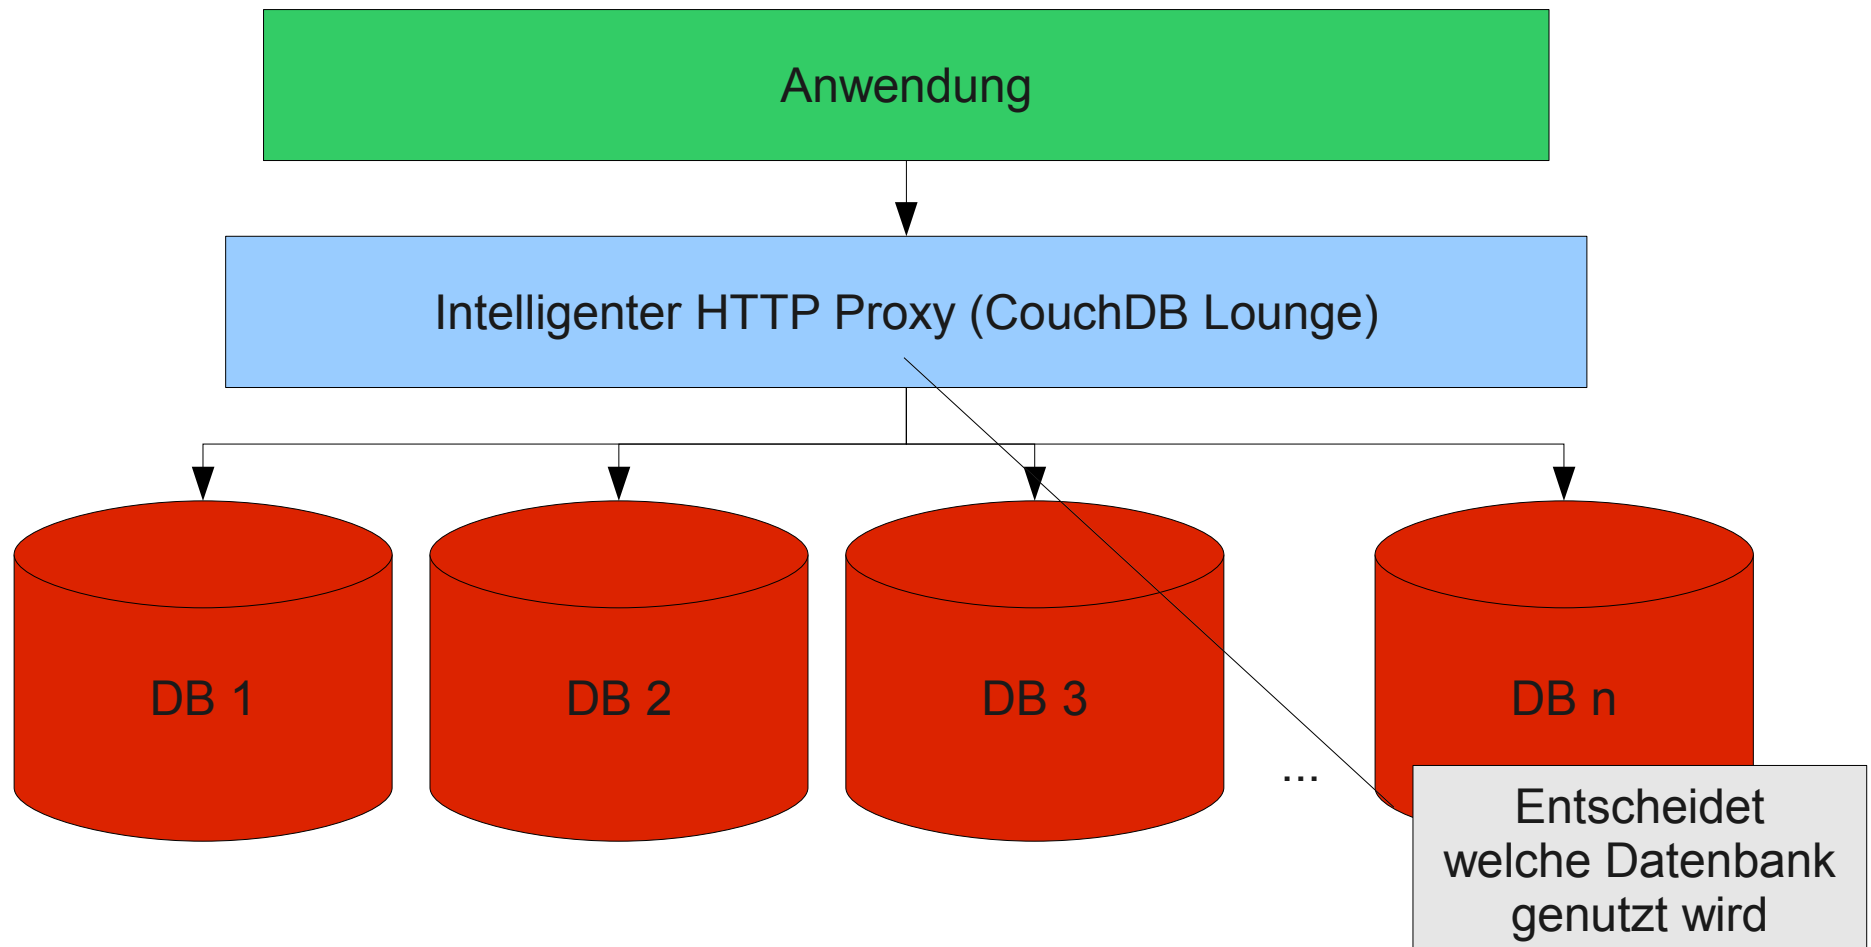 Anwendung
Intelligenter HTTP Proxy (CouchDB Lounge)
DB 1
DB 2
DB 3
...
DB n
Entscheidet
welche Datenbank
genutzt wird